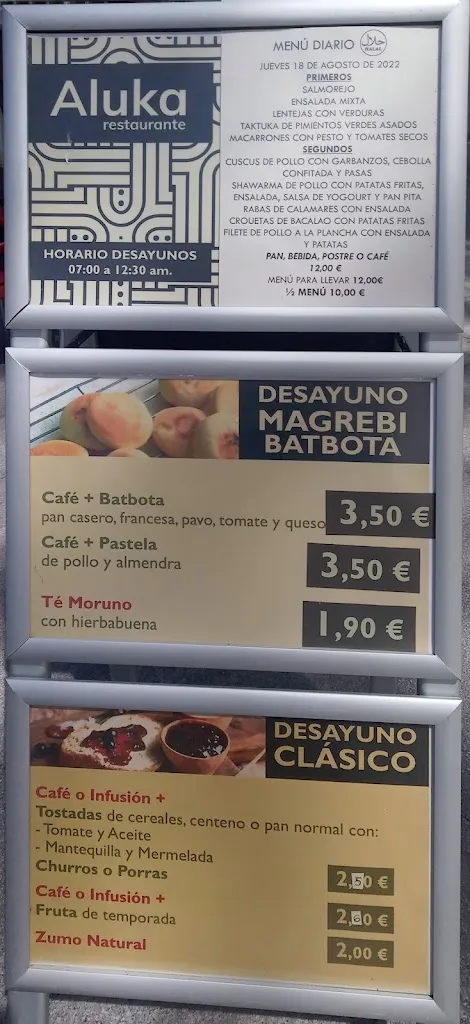 Aluka
restaurante
HORARIO DESAYUNOS
07:00 a 12:30 am.
MENÚ DIARIO
حلال
HALAL
JUEVES 18 DE AGOSTO DE 2022
PRIMEROS
SALMOREJO
ENSALADA MIXTA
LENTEJAS CON VERDURAS
TAKTUKA DE PIMIENTOS VERDES ASADOS
MACARRONES CON PESTO Y TOMATES SECOS
SEGUNDOS
CUSCUS DE POLLO CON GARBANZOS, CEBOLLA
CONFITADA Y PASAS
SHAWARMA DE POLLO CON PATATAS FRITAS,
ENSALADA, SALSA DE YOGOURT Y PAN PITA
RABAS DE CALAMARES CON ENSALADA
CROUETAS DE BACALAO CON PATATAS FRITAS
FILETE DE POLLO A LA PLANCHA CON ENSALADA
Y PATATAS
PAN, BEBIDA, POSTRE O CAFÉ
12,00 €
MENÚ PARA LLEVAR 12,00€
½ MENÚ 10,00 €
DESAYUNO
MAGREBI
BATBOTA
Café + Batbota
pan casero, francesa, pavo, tomate y queso 3,50 €
Café + Pastela
de pollo y almendra 3,50 €
Té Moruno
con hierbabuena 1,90 €
DESAYUNO
CLÁSICO
Café o Infusión +
Tostadas de cereales, centeno o pan normal con:
- Tomate y Aceite
- Mantequilla y Mermelada
Churros o Porras 2,50 €
Café o Infusión +
Fruta de temporada 2,60 €
Zumo Natural 2,00 €